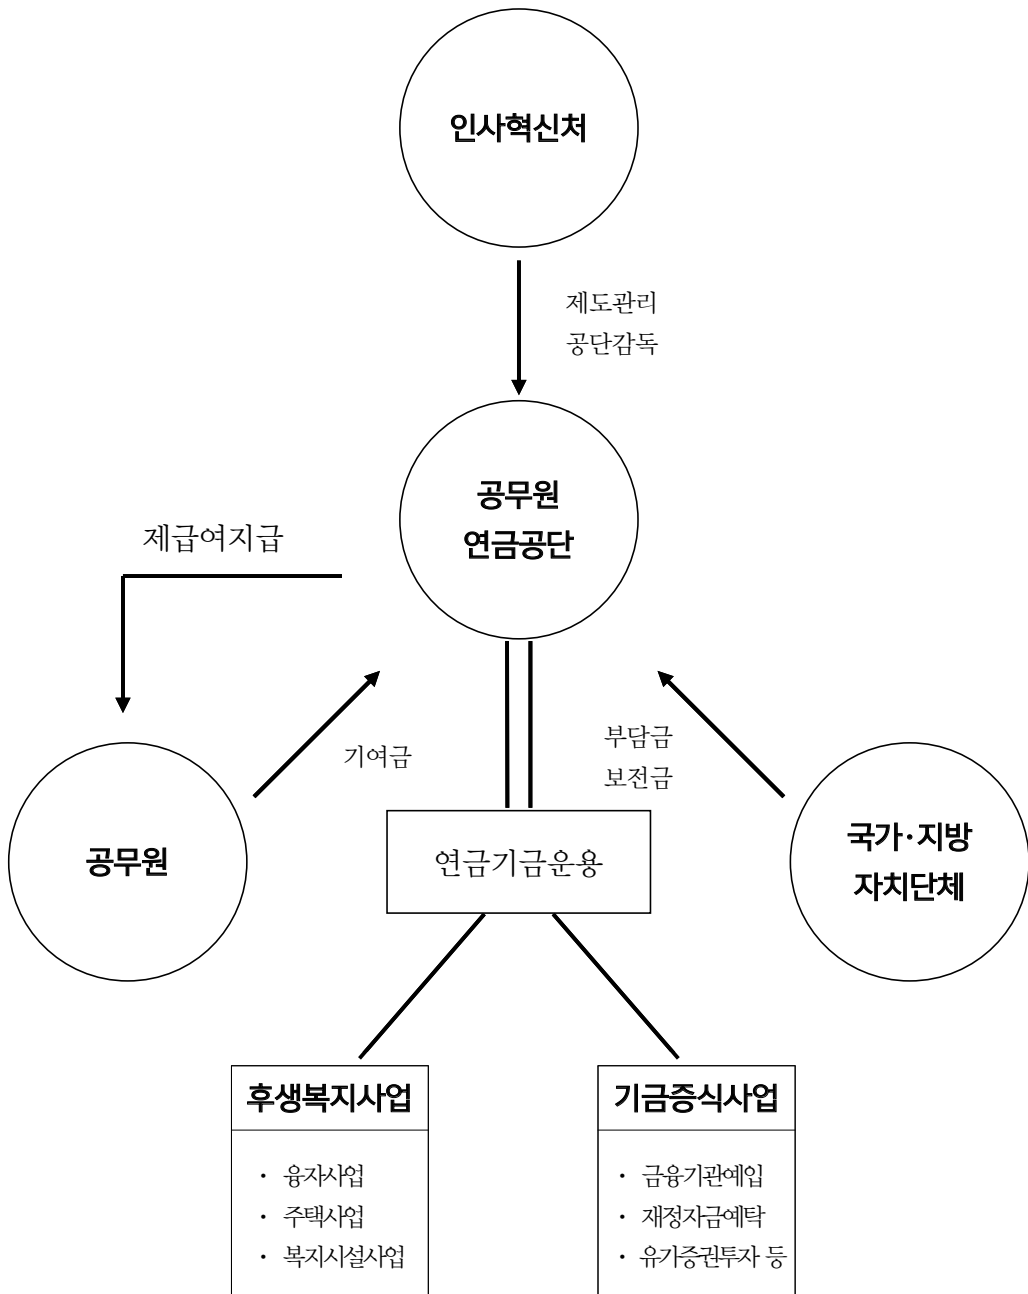 인사혁신처
제도관리
공단감독
공무원
연금공단
제급여지급
기여금
부담금
보전금
공무원
연금기금운용
국가·지방
자치단체
후생복지사업
· 융자사업
· 주택사업
· 복지시설사업
기금증식사업
· 금융기관예입
· 재정자금예탁
· 유가증권투자 등